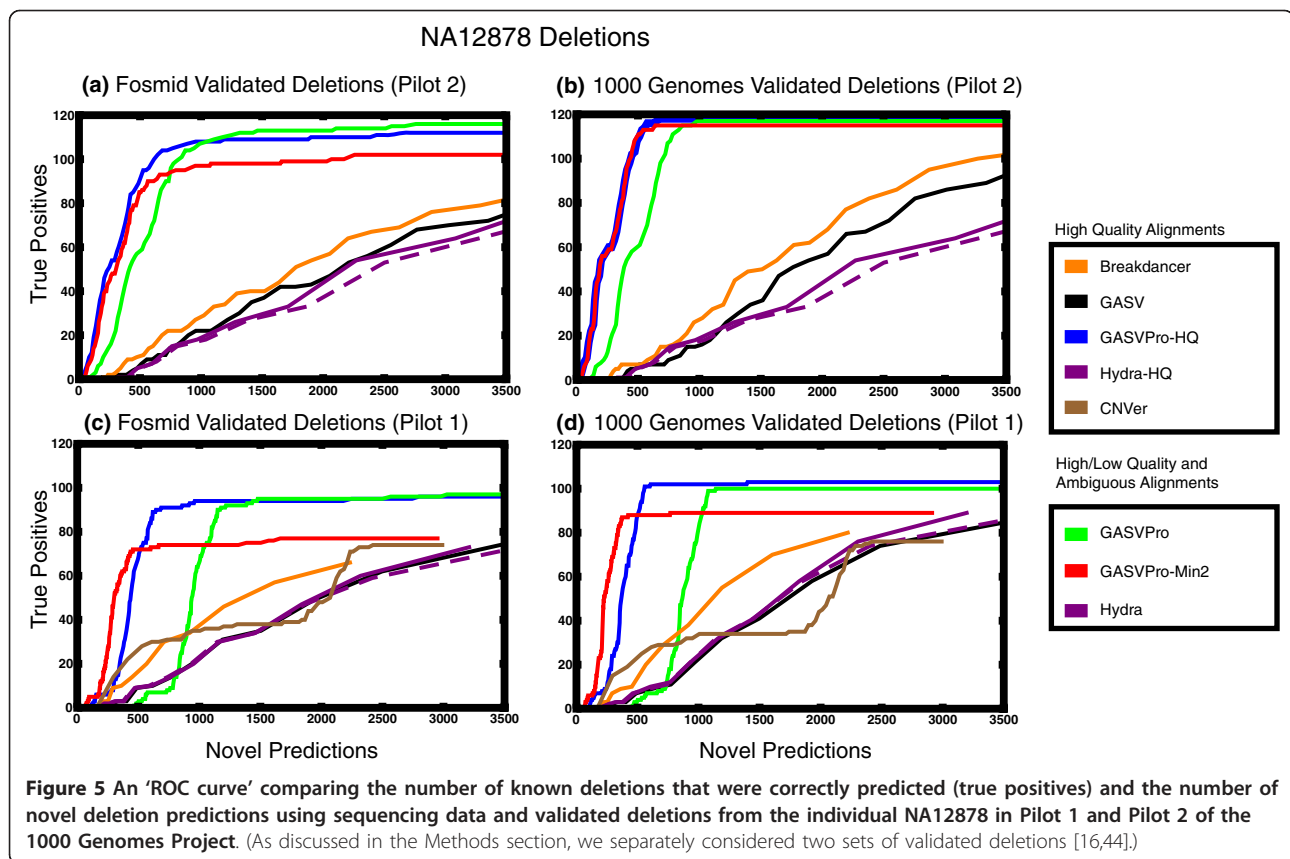 NA12878 Deletions
(a) Fosmid Validated Deletions (Pilot 2)
True Positives
120
100
80
60
40
20
0
0 500 1000 1500 2000 2500 3000 3500
(b) 1000 Genomes Validated Deletions (Pilot 2)
120
100
80
60
40
20
0
0 500 1000 1500 2000 2500 3000 3500
(c) Fosmid Validated Deletions (Pilot 1)
True Positives
120
100
80
60
40
20
0
0 500 1000 1500 2000 2500 3000 3500
Novel Predictions
(d) 1000 Genomes Validated Deletions (Pilot 1)
120
100
80
60
40
20
0
0 500 1000 1500 2000 2500 3000 3500
Novel Predictions
High Quality Alignments
Breakdancer
GASV
GASVPro-HQ
Hydra-HQ
CNVer
High/Low Quality and
Ambiguous Alignments
GASVPro
GASVPro-Min2
Hydra
Figure 5 An 'ROC curve' comparing the number of known deletions that were correctly predicted (true positives) and the number of
novel deletion predictions using sequencing data and validated deletions from the individual NA12878 in Pilot 1 and Pilot 2 of the
1000 Genomes Project. (As discussed in the Methods section, we separately considered two sets of validated deletions [16,44].)